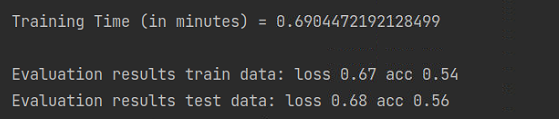 Training Time (in minutes) = 0.6904472192128499
Evaluation results train data: loss 0.67 acc 0.54
Evaluation results test data: loss 0.68 acc 0.56